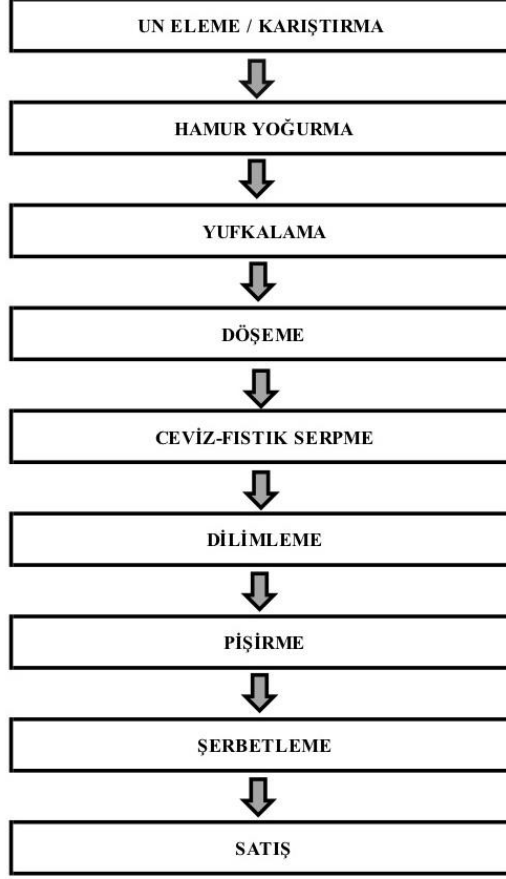 UN ELEME / KARIŞTIRMA
HAMUR YOĞURMA
YUFKALAMA
DÖŞEME
CEVİZ-FISTIK SERPME
DİLİMLEME
PİŞİRME
ŞERBETLEME
SATIŞ